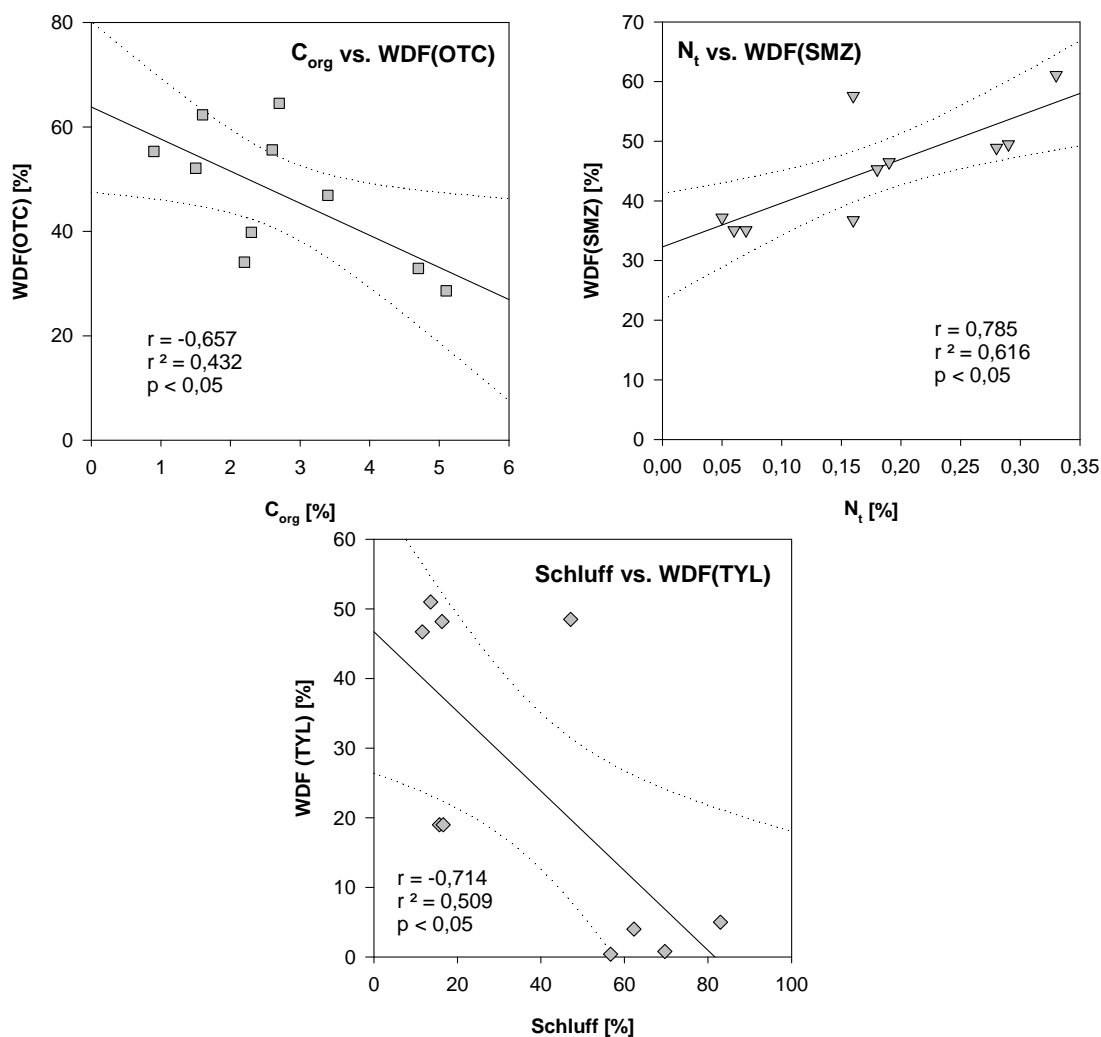 C_org vs. WDF(OTC)
80
60
40
20
0
WDF(OTC) [%]
r = -0,657
r ² = 0,432
p < 0,05
0 1 2 3 4 5 6
C_org [%]
N_t vs. WDF(SMZ)
70
60
50
40
30
20
10
0
WDF(SMZ) [%]
r = 0,785
r ² = 0,616
p < 0,05
0,00 0,05 0,10 0,15 0,20 0,25 0,30 0,35
N_t [%]
Schluff vs. WDF(TYL)
60
50
40
30
20
10
0
WDF (TYL) [%]
r = -0,714
r ² = 0,509
p < 0,05
0 20 40 60 80 100
Schluff [%]